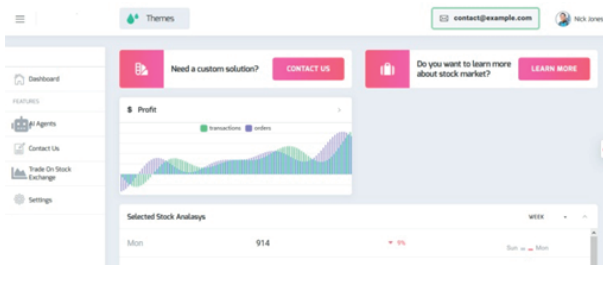 Themes
contact@example.com
Nick Jones
Need a custom solution?
CONTACT US
Do you want to learn more
about stock market?
LEARN MORE
Dashboard
FEATURES
AI Agents
Contact Us
Trade On Stock
Exchange
Settings
$ Profit
transactions
orders
Selected Stock Analasys
WEEK
Mon
914
9%
Sun
Mon